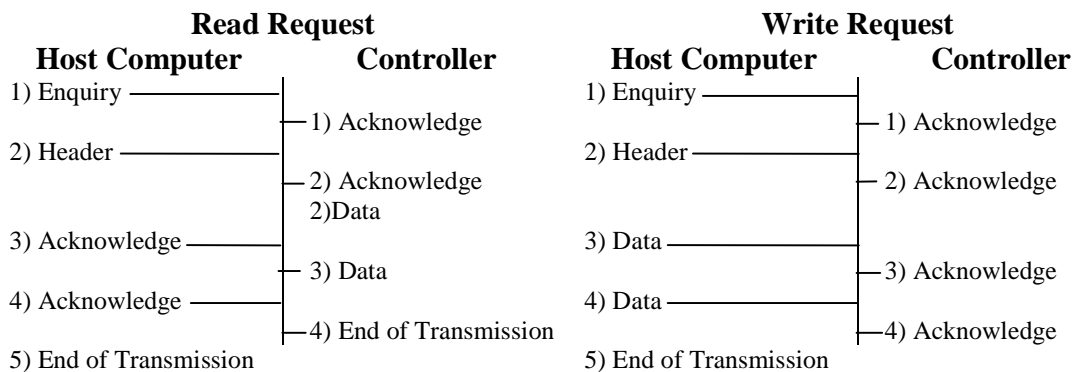 Read Request
Host Computer Controller
1) Enquiry
1) Acknowledge
2) Header
2) Acknowledge
2)Data
3) Acknowledge
3) Data
4) Acknowledge
4) End of Transmission
5) End of Transmission
Write Request
Host Computer Controller
1) Enquiry
1) Acknowledge
2) Header
2) Acknowledge
3) Data
3) Acknowledge
4) Data
4) Acknowledge
5) End of Transmission